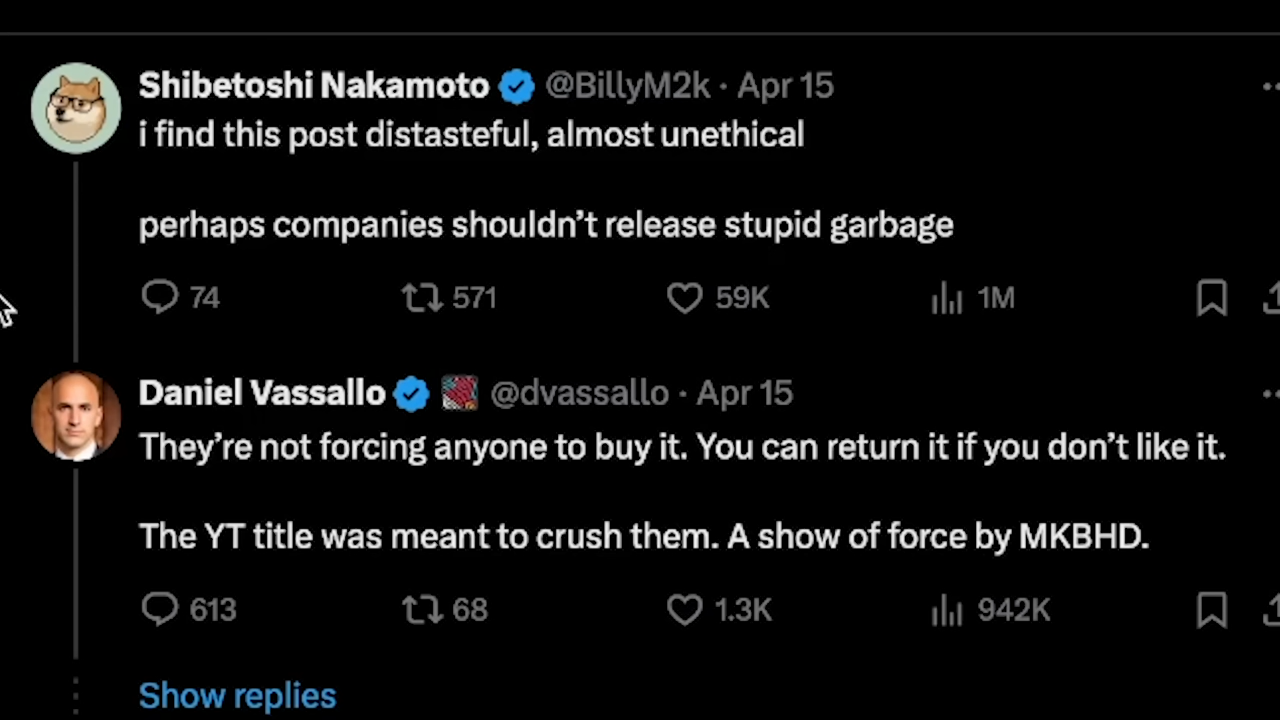 Shibetoshi Nakamoto @BillyM2k · Apr 15
i find this post distasteful, almost unethical
perhaps companies shouldn’t release stupid garbage
74 571 59K 1M
Daniel Vassallo @dvassallo · Apr 15
They’re not forcing anyone to buy it. You can return it if you don’t like it.
The YT title was meant to crush them. A show of force by MKBHD.
613 68 1.3K 942K
Show replies